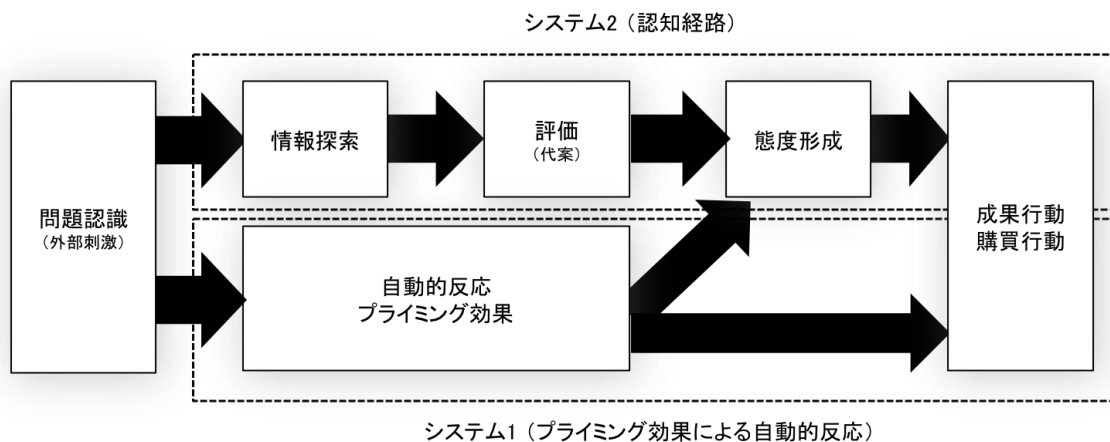 システム2（認知経路）
問題認識
（外部刺激）
情報探索
評価
（代案）
態度形成
成果行動
購買行動
自動的反応
プライミング効果
システム1（プライミング効果による自動的反応）